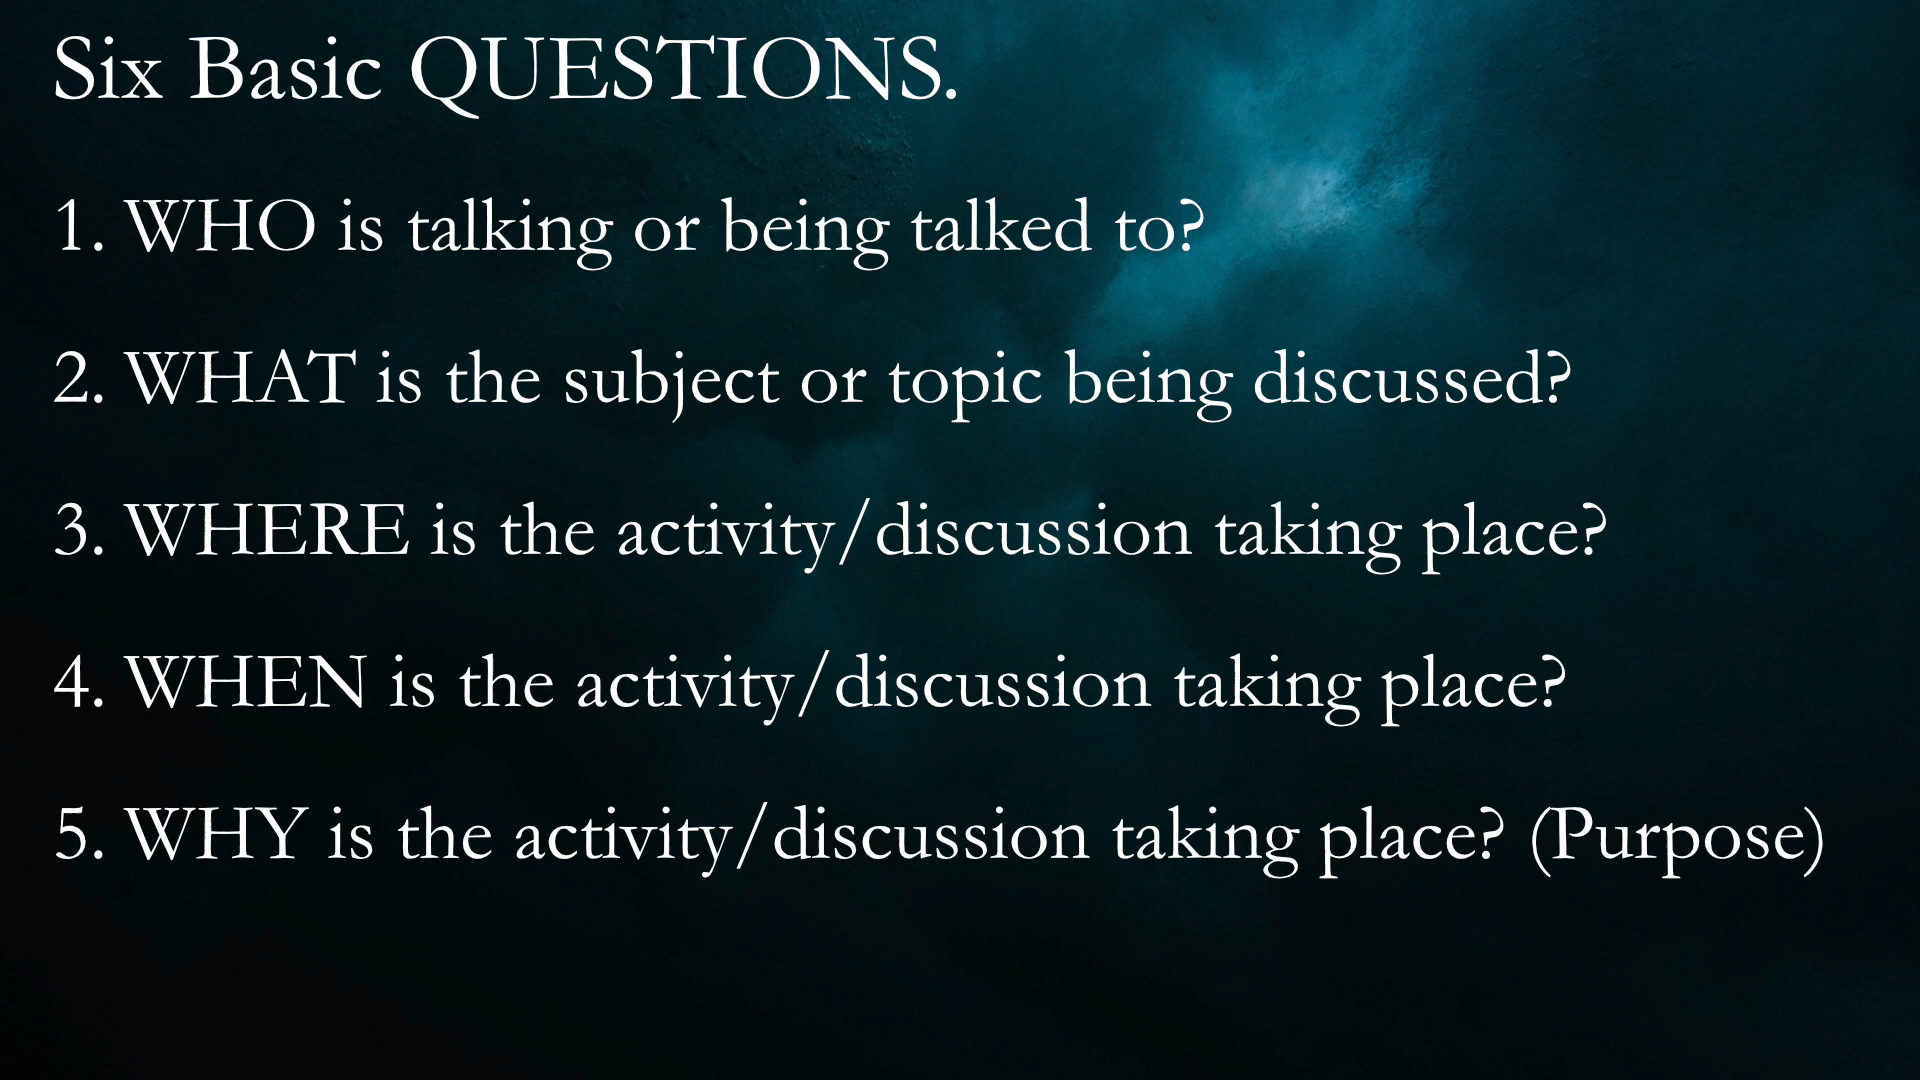 Six Basic QUESTIONS.
1. WHO is talking or being talked to?
2. WHAT is the subject or topic being discussed?
3. WHERE is the activity/discussion taking place?
4. WHEN is the activity/discussion taking place?
5. WHY is the activity/discussion taking place? (Purpose)